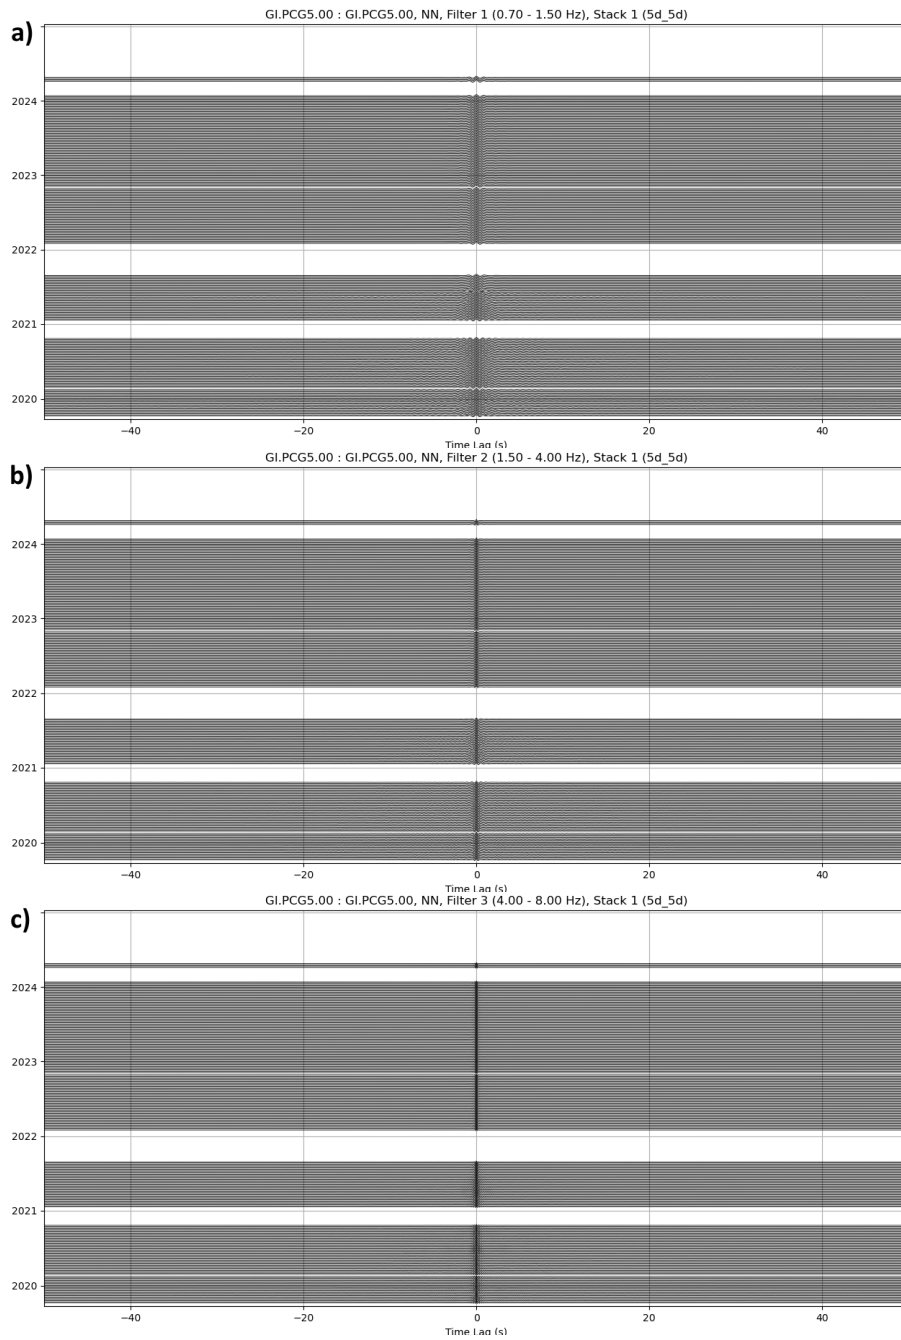 GI.PCG5.00 : GI.PCG5.00, NN, Filter 1 (0.70 - 1.50 Hz), Stack 1 (5d_5d)
a)
2024
2023
2022
2021
2020
−40 −20 0 20 40
Time Lag (s)
GI.PCG5.00 : GI.PCG5.00, NN, Filter 2 (1.50 - 4.00 Hz), Stack 1 (5d_5d)
b)
2024
2023
2022
2021
2020
−40 −20 0 20 40
Time Lag (s)
GI.PCG5.00 : GI.PCG5.00, NN, Filter 3 (4.00 - 8.00 Hz), Stack 1 (5d_5d)
c)
2024
2023
2022
2021
2020
−40 −20 0 20 40
Time Lag (s)